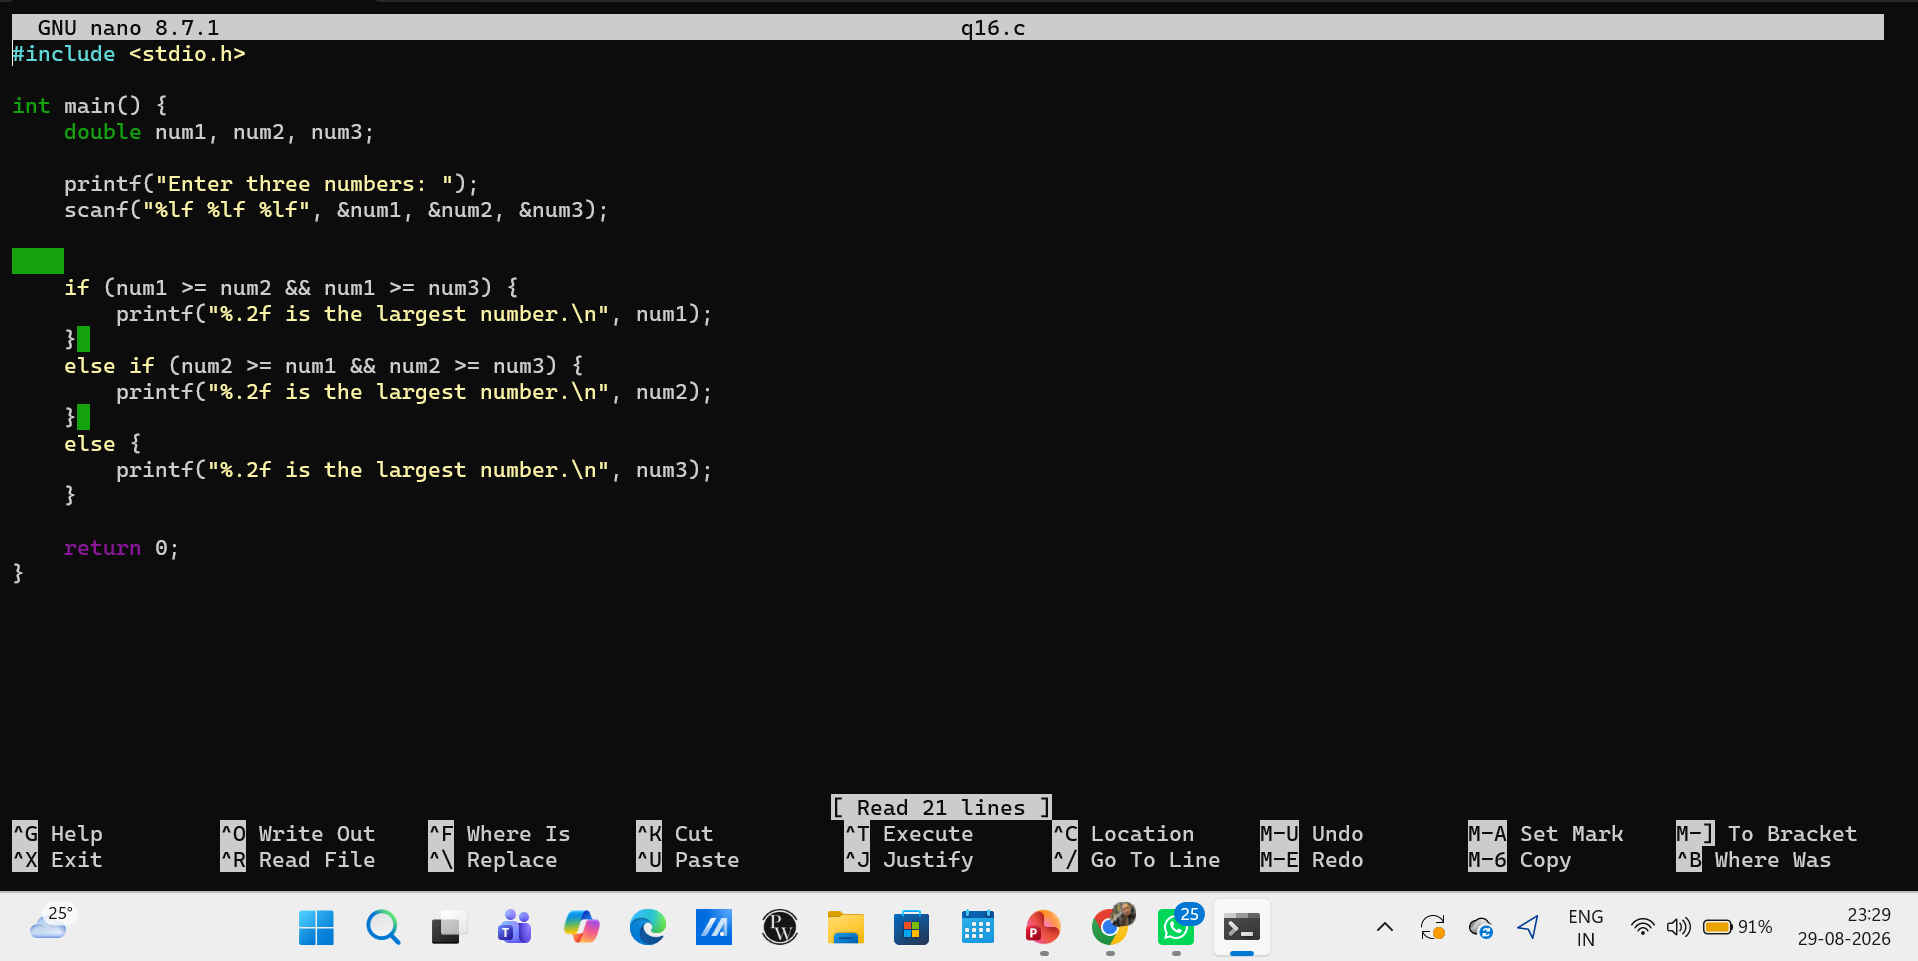 GNU nano 8.7.1 q16.c
#include <stdio.h>
int main() {
    double num1, num2, num3;
    printf("Enter three numbers: ");
    scanf("%lf %lf %lf", &num1, &num2, &num3);
    if (num1 >= num2 && num1 >= num3) {
        printf("%.2f is the largest number.\n", num1);
    }
    else if (num2 >= num1 && num2 >= num3) {
        printf("%.2f is the largest number.\n", num2);
    }
    else {
        printf("%.2f is the largest number.\n", num3);
    }
    return 0;
}
[ Read 21 lines ]
^G Help ^O Write Out ^F Where Is ^K Cut ^T Execute ^C Location M-U Undo M-A Set Mark M-] To Bracket
^X Exit ^R Read File ^\ Replace ^U Paste ^J Justify ^/ Go To Line M-E Redo M-6 Copy ^B Where Was
25° T PW P 25 ENG 91% 23:29
IN 29-08-2026